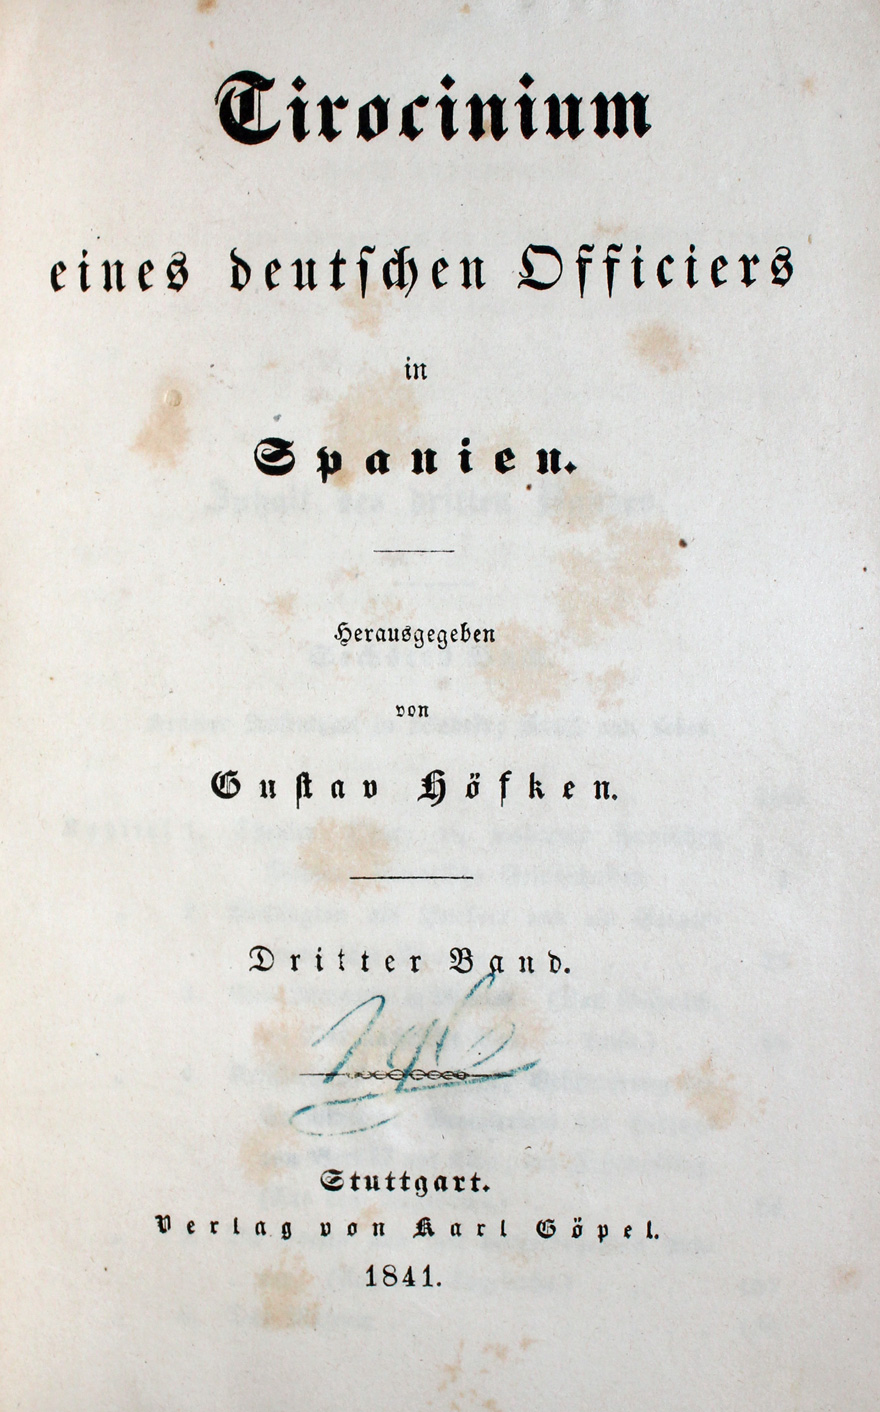 Tirocinium
eines deutschen Officiers
in
Spanien.
Herausgegeben
von
Gustav Höfken.
Dritter Band.
Stuttgart.
Verlag von Karl Göpel.
1841.